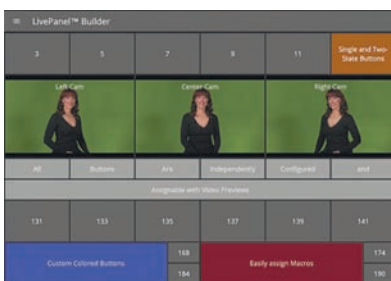 LivePanel™ Builder
3 5 7 9 11 Single and Two-
State Buttons
Left Cam Center Cam Right Cam
All Buttons Are Independently Configured and
Assignable with Video Previews
131 133 135 137 139 141
Custom Colored Buttons 168 Easily assign Macros 174
184 190